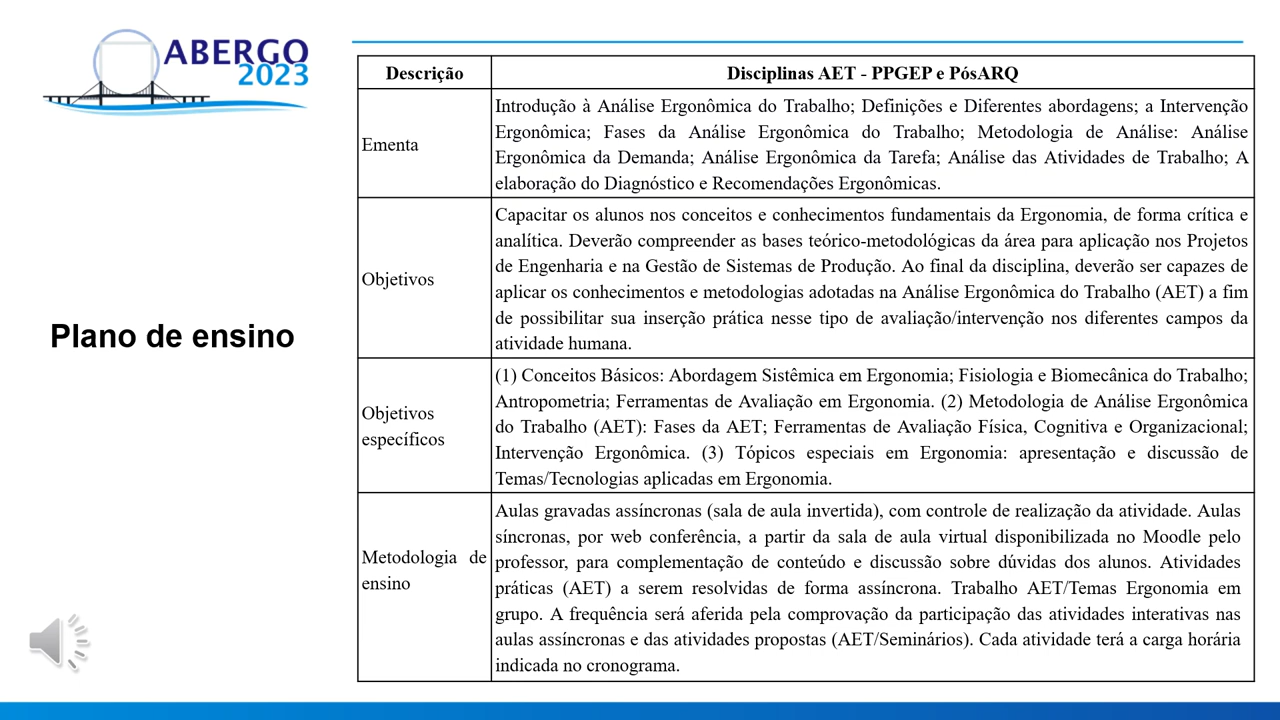 ABERGO
2023
Plano de ensino
Descrição
Disciplinas AET - PPGEP e PósARQ
Ementa
Introdução à Análise Ergonômica do Trabalho; Definições e Diferentes abordagens; a Intervenção
Ergonômica; Fases da Análise Ergonômica do Trabalho; Metodologia de Análise: Análise
Ergonômica da Demanda; Análise Ergonômica da Tarefa; Análise das Atividades de Trabalho; A
elaboração do Diagnóstico e Recomendações Ergonômicas.
Objetivos
Capacitar os alunos nos conceitos e conhecimentos fundamentais da Ergonomia, de forma crítica e
analítica. Deverão compreender as bases teórico-metodológicas da área para aplicação nos Projetos
de Engenharia e na Gestão de Sistemas de Produção. Ao final da disciplina, deverão ser capazes de
aplicar os conhecimentos e metodologias adotadas na Análise Ergonômica do Trabalho (AET) a fim
de possibilitar sua inserção prática nesse tipo de avaliação/intervenção nos diferentes campos da
atividade humana.
Objetivos
específicos
(1) Conceitos Básicos: Abordagem Sistêmica em Ergonomia; Fisiologia e Biomecânica do Trabalho;
Antropometria; Ferramentas de Avaliação em Ergonomia. (2) Metodologia de Análise Ergonômica
do Trabalho (AET): Fases da AET; Ferramentas de Avaliação Física, Cognitiva e Organizacional;
Intervenção Ergonômica. (3) Tópicos especiais em Ergonomia: apresentação e discussão de
Temas/Tecnologias aplicadas em Ergonomia.
Metodologia de
ensino
Aulas gravadas assíncronas (sala de aula invertida), com controle de realização da atividade. Aulas
síncronas, por web conferência, a partir da sala de aula virtual disponibilizada no Moodle pelo
professor, para complementação de conteúdo e discussão sobre dúvidas dos alunos. Atividades
práticas (AET) a serem resolvidas de forma assíncrona. Trabalho AET/Temas Ergonomia em
grupo. A frequência será aferida pela comprovação da participação das atividades interativas nas
aulas assíncronas e das atividades propostas (AET/Seminários). Cada atividade terá a carga horária
indicada no cronograma.